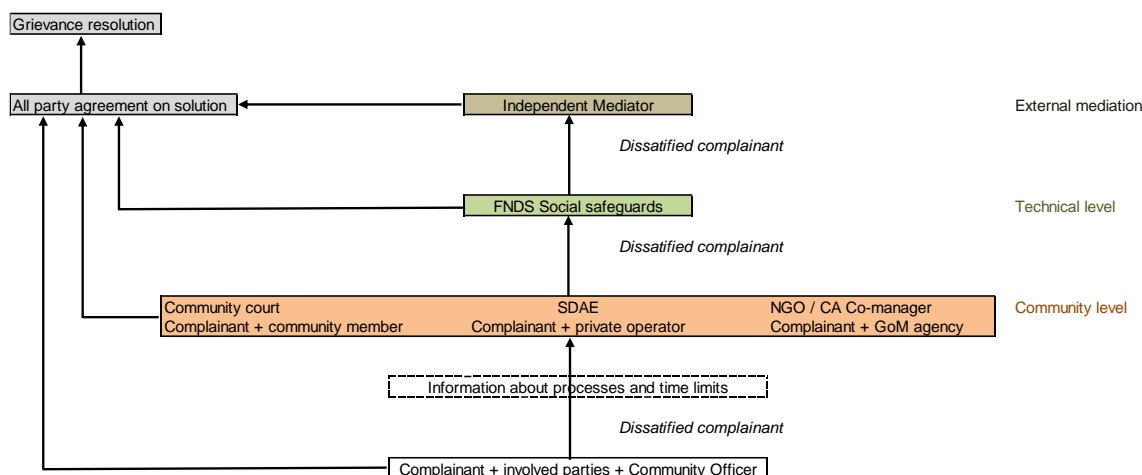 Grievance resolution
All party agreement on solution
Independent Mediator
External mediation
Dissatified complainant
FNDS Social safeguards
Technical level
Dissatified complainant
Community court SDAE NGO / CA Co-manager
Community level
Complainant + community member Complainant + private operator Complainant + GoM agency
Information about processes and time limits
Dissatified complainant
Complainant + involved parties + Community Officer